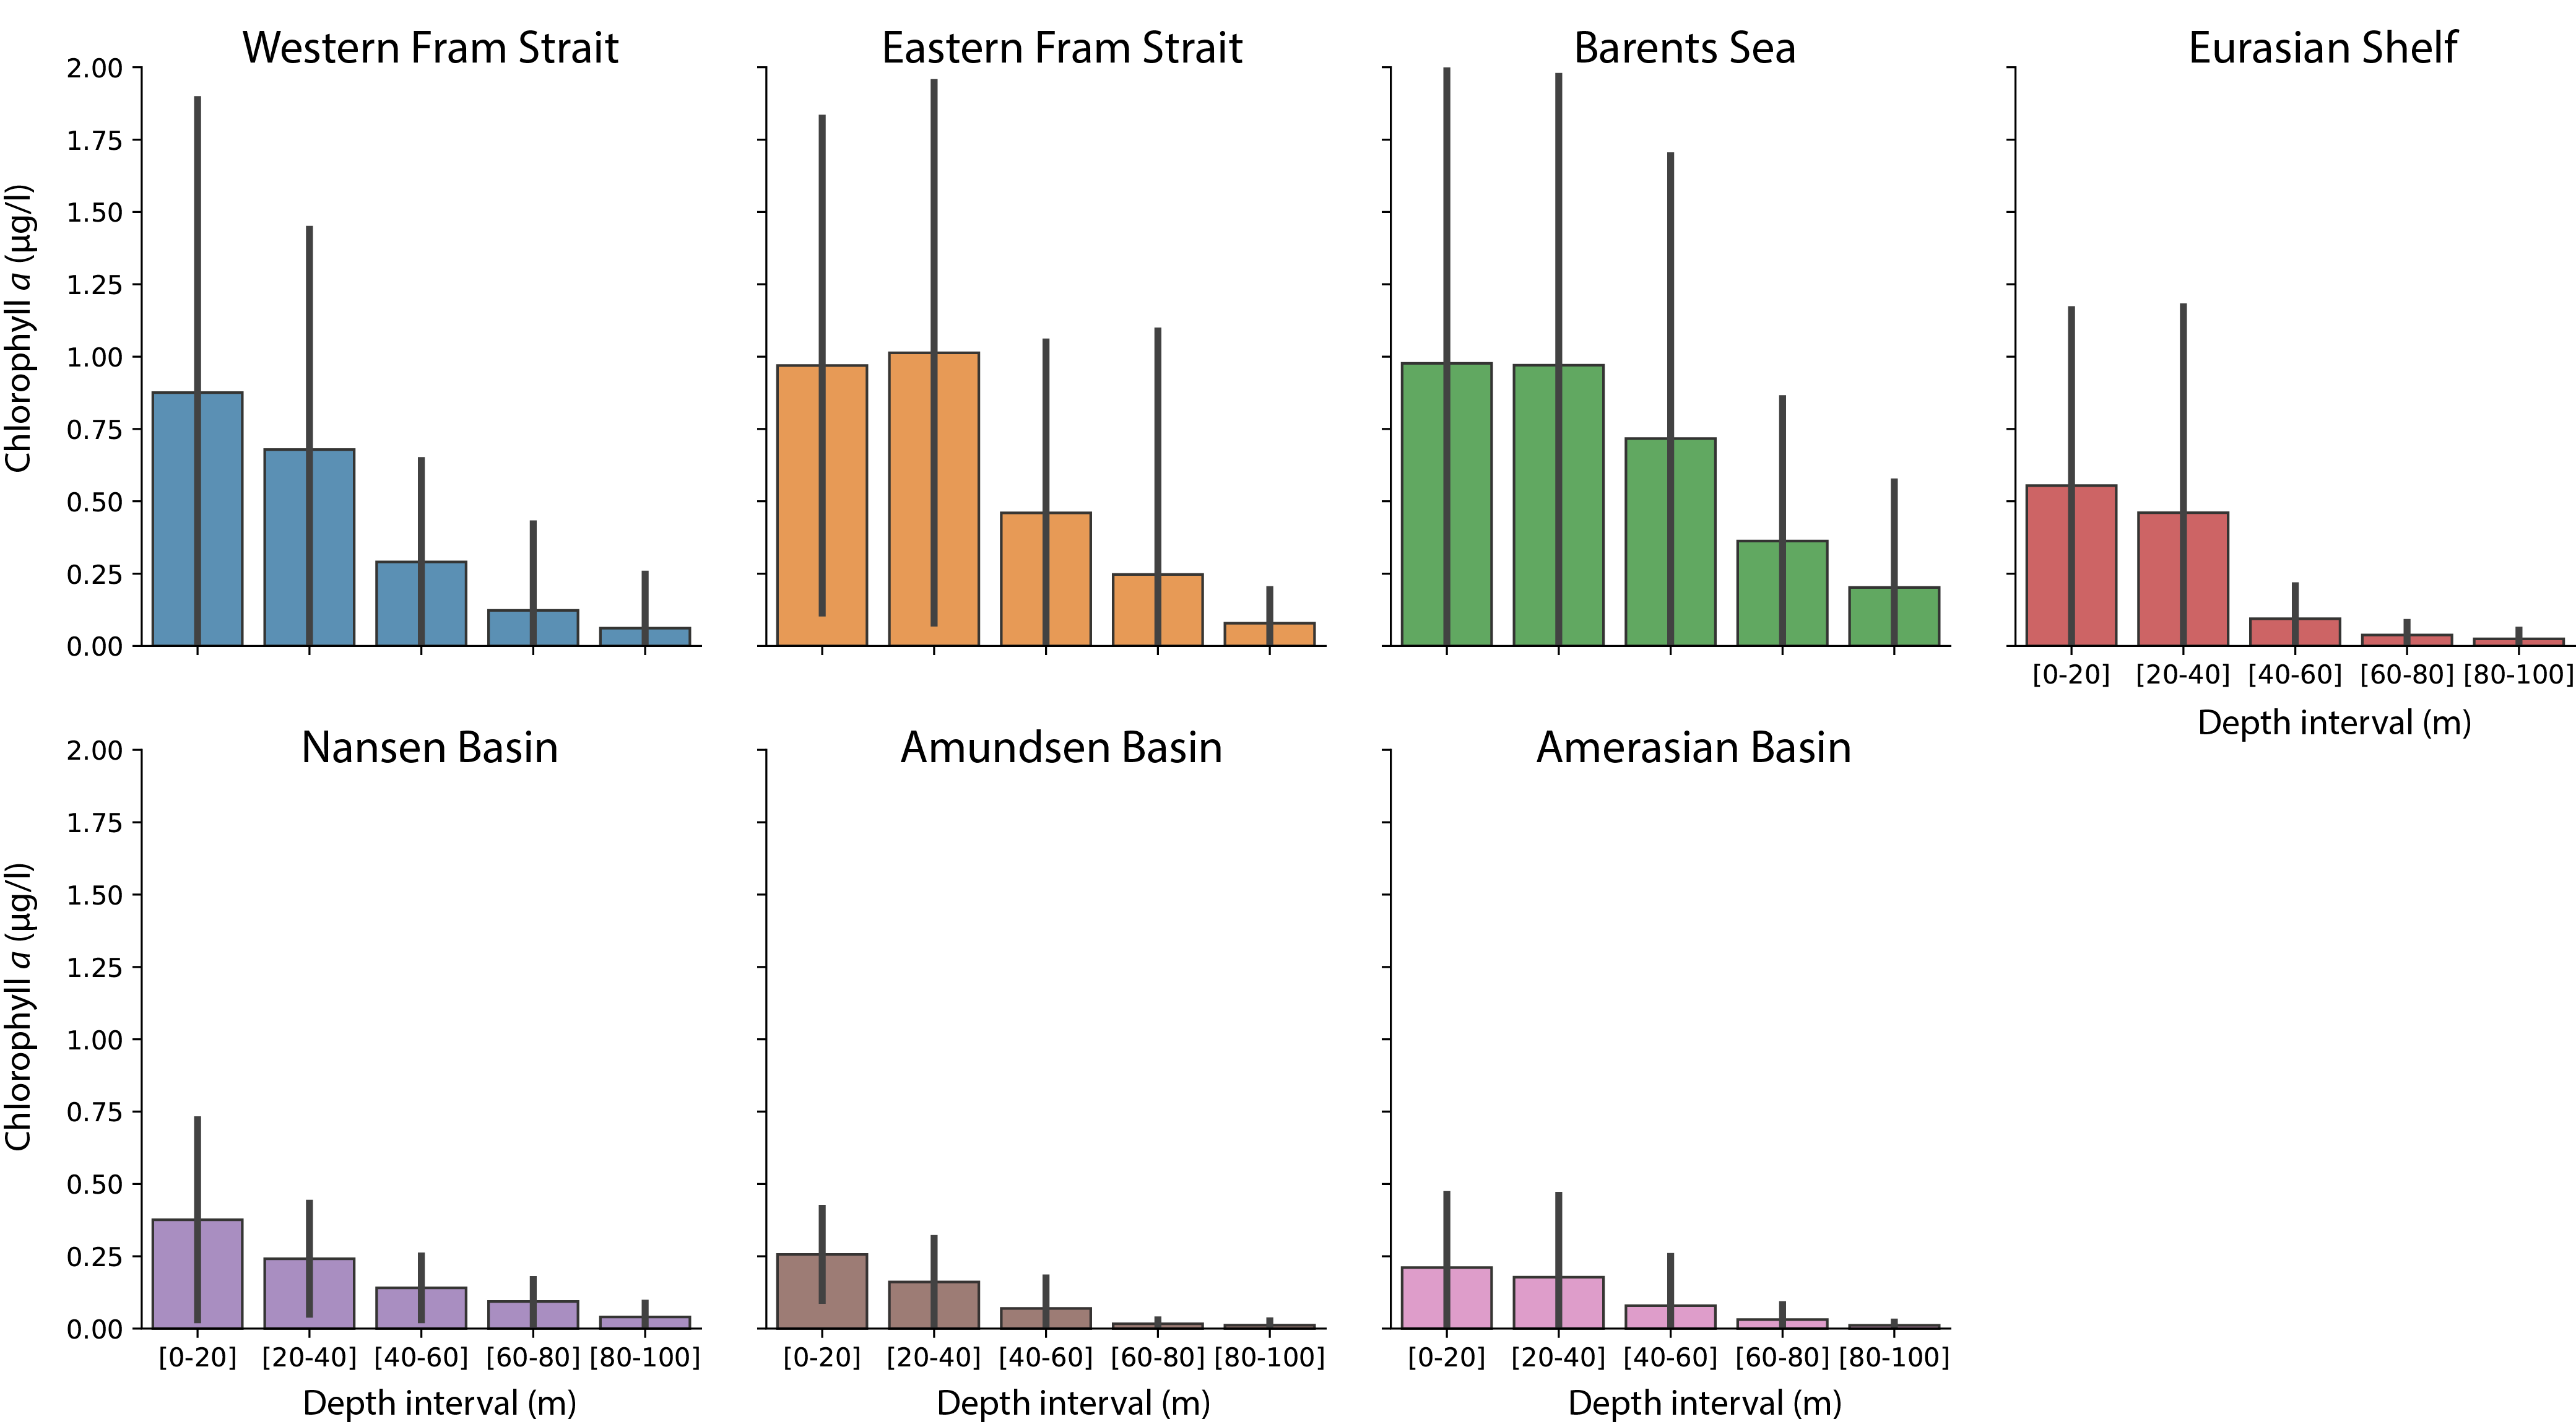 Western Fram Strait
Eastern Fram Strait
Barents Sea
Eurasian Shelf
Chlorophyll a (µg/l)
2.00
1.75
1.50
1.25
1.00
0.75
0.50
0.25
0.00
[0-20] [20-40] [40-60] [60-80] [80-100]
Depth interval (m)
Nansen Basin
Amundsen Basin
Amerasian Basin
Chlorophyll a (µg/l)
2.00
1.75
1.50
1.25
1.00
0.75
0.50
0.25
0.00
[0-20] [20-40] [40-60] [60-80] [80-100]
[0-20] [20-40] [40-60] [60-80] [80-100]
[0-20] [20-40] [40-60] [60-80] [80-100]
Depth interval (m)
Depth interval (m)
Depth interval (m)